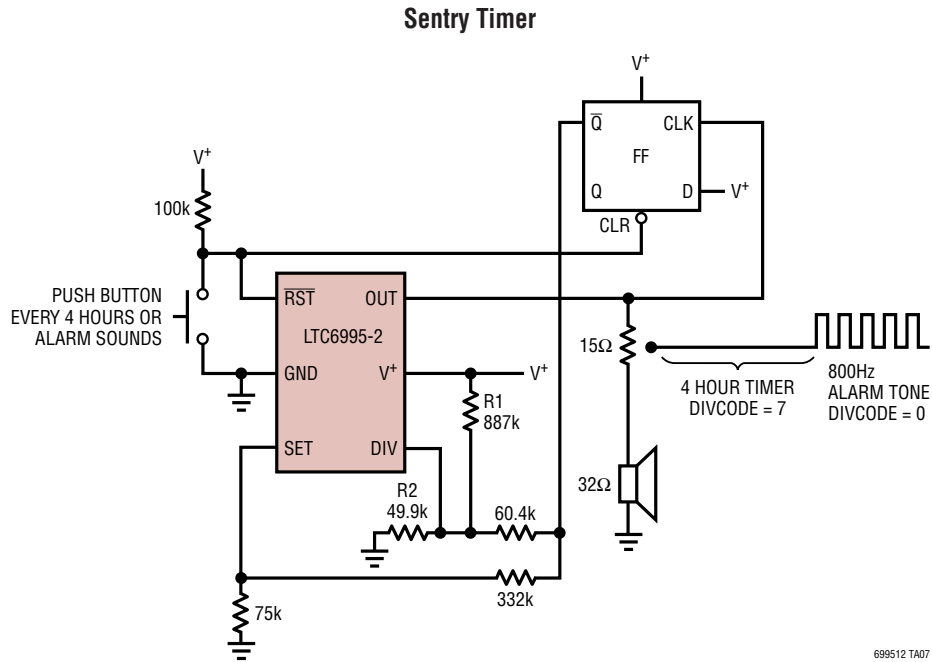 Sentry Timer
V+
Q̅
CLK
FF
Q
D
V+
CLR
V+
100k
PUSH BUTTON
EVERY 4 HOURS OR
ALARM SOUNDS
R̅S̅T̅
OUT
LTC6995-2
GND
V+
V+
SET
DIV
R1
887k
R2
49.9k
60.4k
332k
75k
15Ω
32Ω
4 HOUR TIMER
DIVCODE = 7
800Hz
ALARM TONE
DIVCODE = 0
699512 TA07